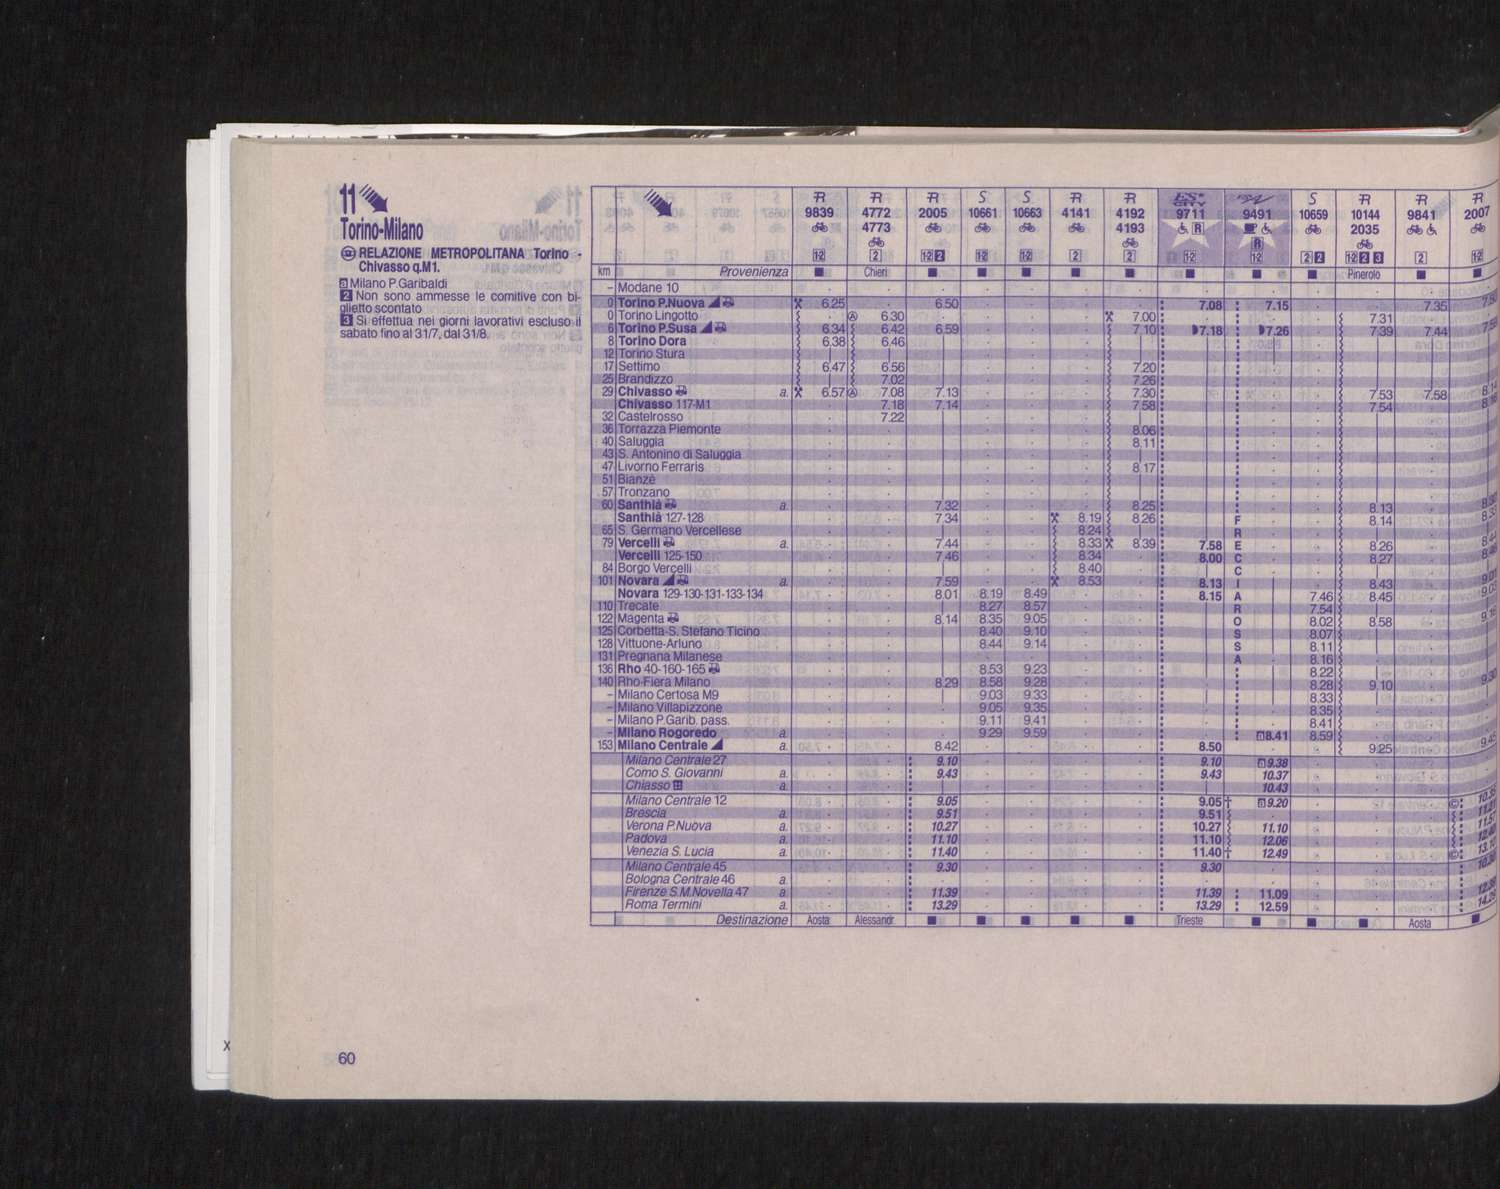 11
Torino-Milano
RELAZIONE METROPOLITANA Torino -
Chivasso q.M1.
a Milano P.Garibaldi
2 Non sono ammesse le comitive con bi-
glietto scontato
3 Si effettua nei giorni lavorativi escluso il
sabato fino al 31/7, dal 31/8.
R R R S S R R ES* S R R R
9839 4772 2005 10661 10663 4141 4192 9711 9491 10659 10144 9841 2007
4773 4193 R R 2035
12 2 12 2 12 12 2 2 12 12 2 2 12 2 3 2 12
km Provenienza ■ Chieri ■ ■ ■ ■ ■ ■ ■ ■ Pinerolo ■ ■
– Modane 10
0 Torino P.Nuova 6.25 6.50 7.08 7.15 7.35 7.50
0 Torino Lingotto 6.30 7.00 7.31
6 Torino P.Susa 6.34 6.42 6.59 7.10 7.18 7.26 7.39 7.44
8 Torino Dora 6.38 6.46
12 Torino Stura
17 Settimo 6.47 6.56 7.20
25 Brandizzo 7.02 7.26
29 Chivasso a. 6.57 7.08 7.13 7.30 7.53 7.58
Chivasso 117-M1 7.18 7.14 7.58 7.54
32 Castelrosso 7.22
36 Torrazza Piemonte 8.06
40 Saluggia 8.11
43 S. Antonino di Saluggia
47 Livorno Ferraris 8.17
51 Bianzè
57 Tronzano
60 Santhià a. 7.32 8.25 8.13
Santhià 127-128 7.34 8.19 8.26 F 8.14
65 S. Germano Vercellese 8.24 R
79 Vercelli a. 7.44 8.33 8.39 7.58 E 8.26
Vercelli 125-150 7.46 8.34 8.00 C 8.27
84 Borgo Vercelli 8.40 C
101 Novara a. 7.59 8.53 8.13 I 8.43
Novara 129-130-131-133-134 8.01 8.19 8.49 8.15 A 7.46 8.45
110 Trecate 8.27 8.57 R 7.54
122 Magenta 8.14 8.35 9.05 O 8.02 8.58
125 Corbetta-S. Stefano Ticino 8.40 9.10 S 8.07
128 Vittuone-Arluno 8.44 9.14 S 8.11
131 Pregnana Milanese A 8.16
136 Rho 40-160-165 8.53 9.23 8.22
140 Rho-Fiera Milano 8.29 8.58 9.28 8.28 9.10
– Milano Certosa M9 9.03 9.33 8.33
– Milano Villapizzone 9.05 9.35 8.35
– Milano P.Garib. pass. 9.11 9.41 8.41
– Milano Rogoredo a. 9.29 9.59 a 8.41 8.59
153 Milano Centrale a. 8.42 8.50 9.25
Milano Centrale 27 9.10 9.10 a 9.38
Como S. Giovanni a. 9.43 9.43 10.37
Chiasso a. 10.43
Milano Centrale 12 9.05 9.05 † a 9.20
Brescia a. 9.51 9.51
Verona P.Nuova a. 10.27 10.27 11.10
Padova a. 11.10 11.10 12.06
Venezia S. Lucia a. 11.40 11.40 † 12.49
Milano Centrale 45 9.30 9.30
Bologna Centrale 46 a.
Firenze S.M.Novella 47 a. 11.39 11.39 11.09
Roma Termini a. 13.29 13.29 12.59
Destinazione Aosta Alessandr. ■ ■ ■ ■ ■ Trieste ■ ■ ■ Aosta ■
X
60